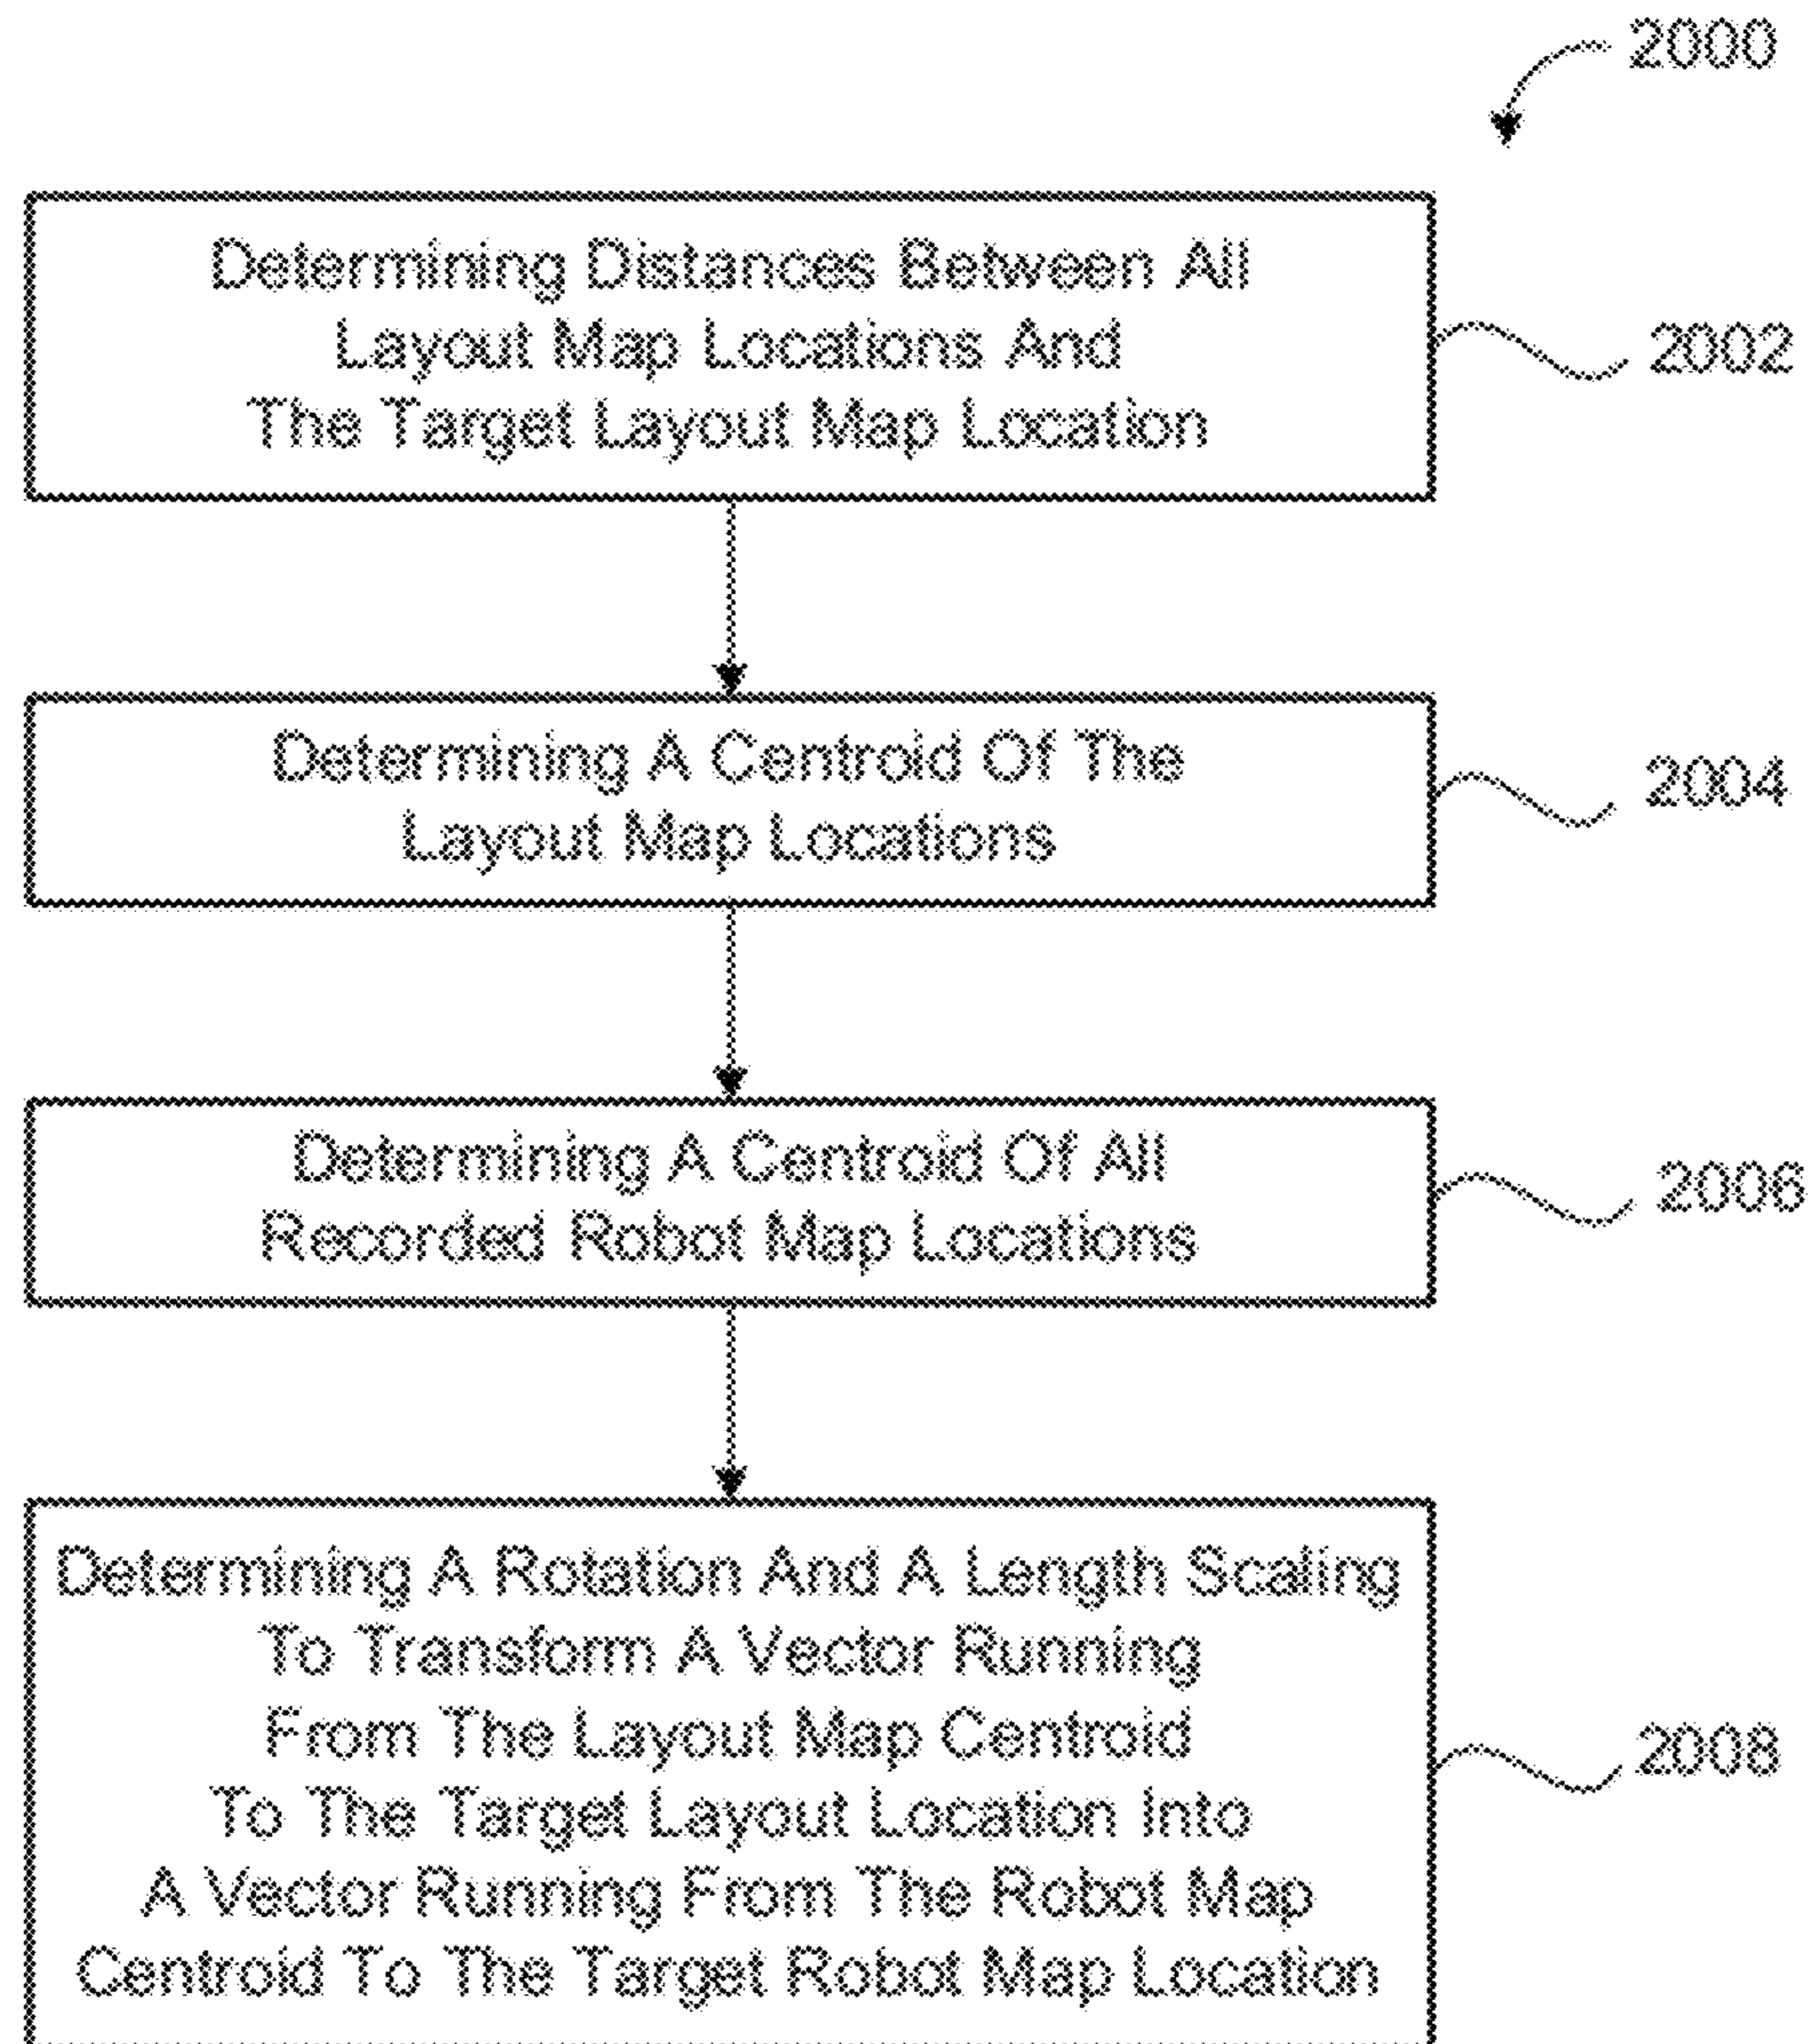 2000
Determining Distances Between All
Layout Map Locations And
The Target Layout Map Location
2002
Determining A Centroid Of The
Layout Map Locations
2004
Determining A Centroid Of All
Recorded Robot Map Locations
2006
Determining A Rotation And A Length Scaling
To Transform A Vector Running
From The Layout Map Centroid
To The Target Layout Location Into
A Vector Running From The Robot Map
Centroid To The Target Robot Map Location
2008